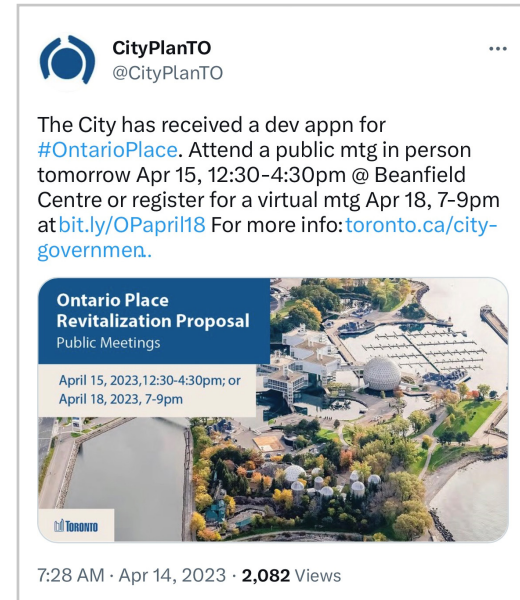 CityPlanTO
@CityPlanTO
The City has received a dev appn for
#OntarioPlace. Attend a public mtg in person
tomorrow Apr 15, 12:30-4:30pm @ Beanfield
Centre or register for a virtual mtg Apr 18, 7-9pm
at bit.ly/OPapril18 For more info: toronto.ca/city-
governmen...
Ontario Place
Revitalization Proposal
Public Meetings
April 15, 2023,12:30-4:30pm; or
April 18, 2023, 7-9pm
TORONTO
7:28 AM · Apr 14, 2023 · 2,082 Views